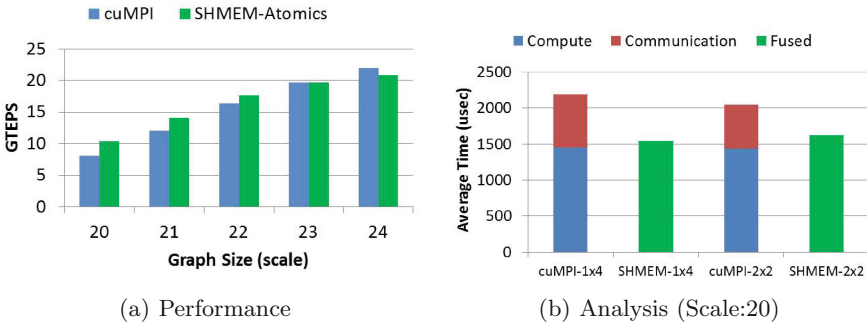 cuMPI SHMEM-Atomics
25
20
15
10
5
0
GTEPS
20 21 22 23 24
Graph Size (scale)
(a) Performance
Compute Communication Fused
2500
2000
1500
1000
500
0
Average Time (usec)
cuMPI-1x4 SHMEM-1x4 cuMPI-2x2 SHMEM-2x2
(b) Analysis (Scale:20)